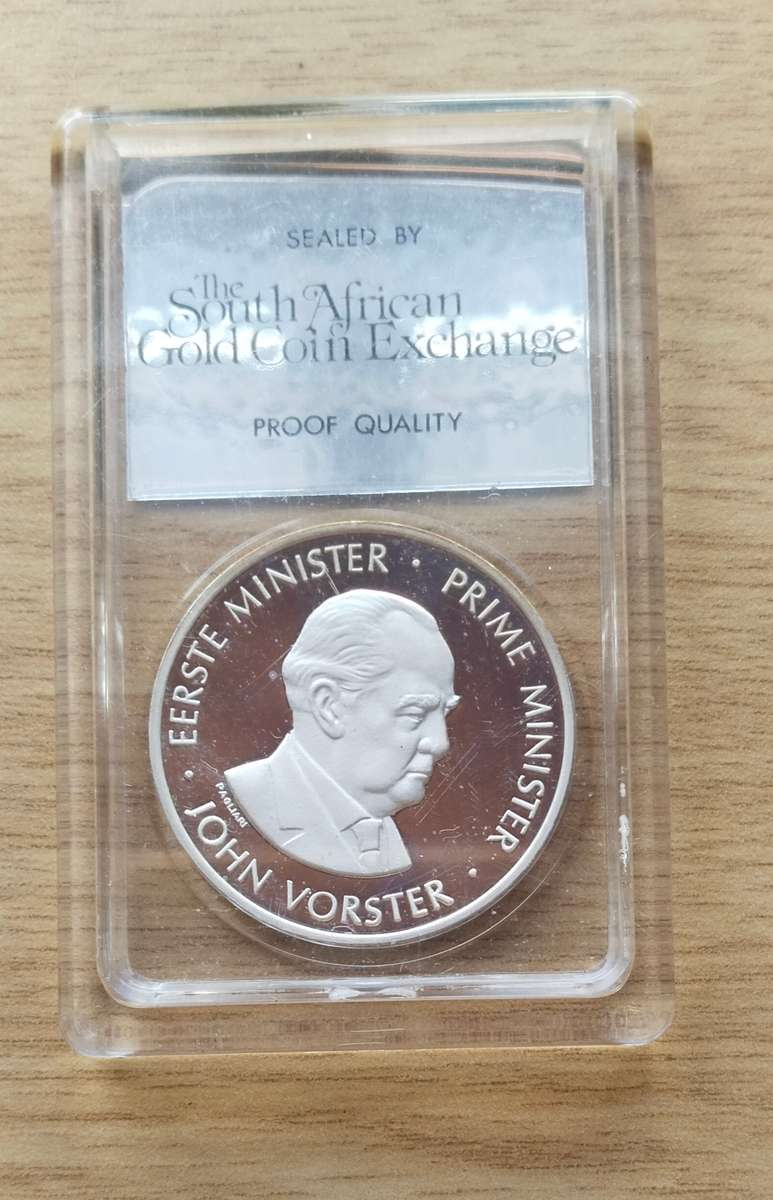 SEALED BY
The
South African
Gold Coin Exchange
PROOF QUALITY
EERSTE MINISTER · PRIME MINISTER ·
JOHN VORSTER ·
PAGLIARI